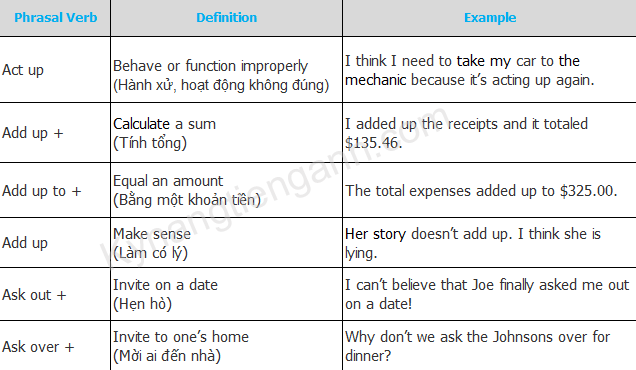 Phrasal Verb Definition Example
Act up
Behave or function improperly
(Hành xử, hoạt động không đúng)
I think I need to take my car to the
mechanic because it's acting up again.
Add up +
Calculate a sum
(Tính tổng)
I added up the receipts and it totaled
$135.46.
Add up to +
Equal an amount
(Bằng một khoản tiền)
The total expenses added up to $325.00.
Add up
Make sense
(Làm có lý)
Her story doesn't add up. I think she is
lying.
Ask out +
Invite on a date
(Hẹn hò)
I can't believe that Joe finally asked me out
on a date!
Ask over +
Invite to one's home
(Mời ai đến nhà)
Why don't we ask the Johnsons over for
dinner?
Kynangtienganh.com